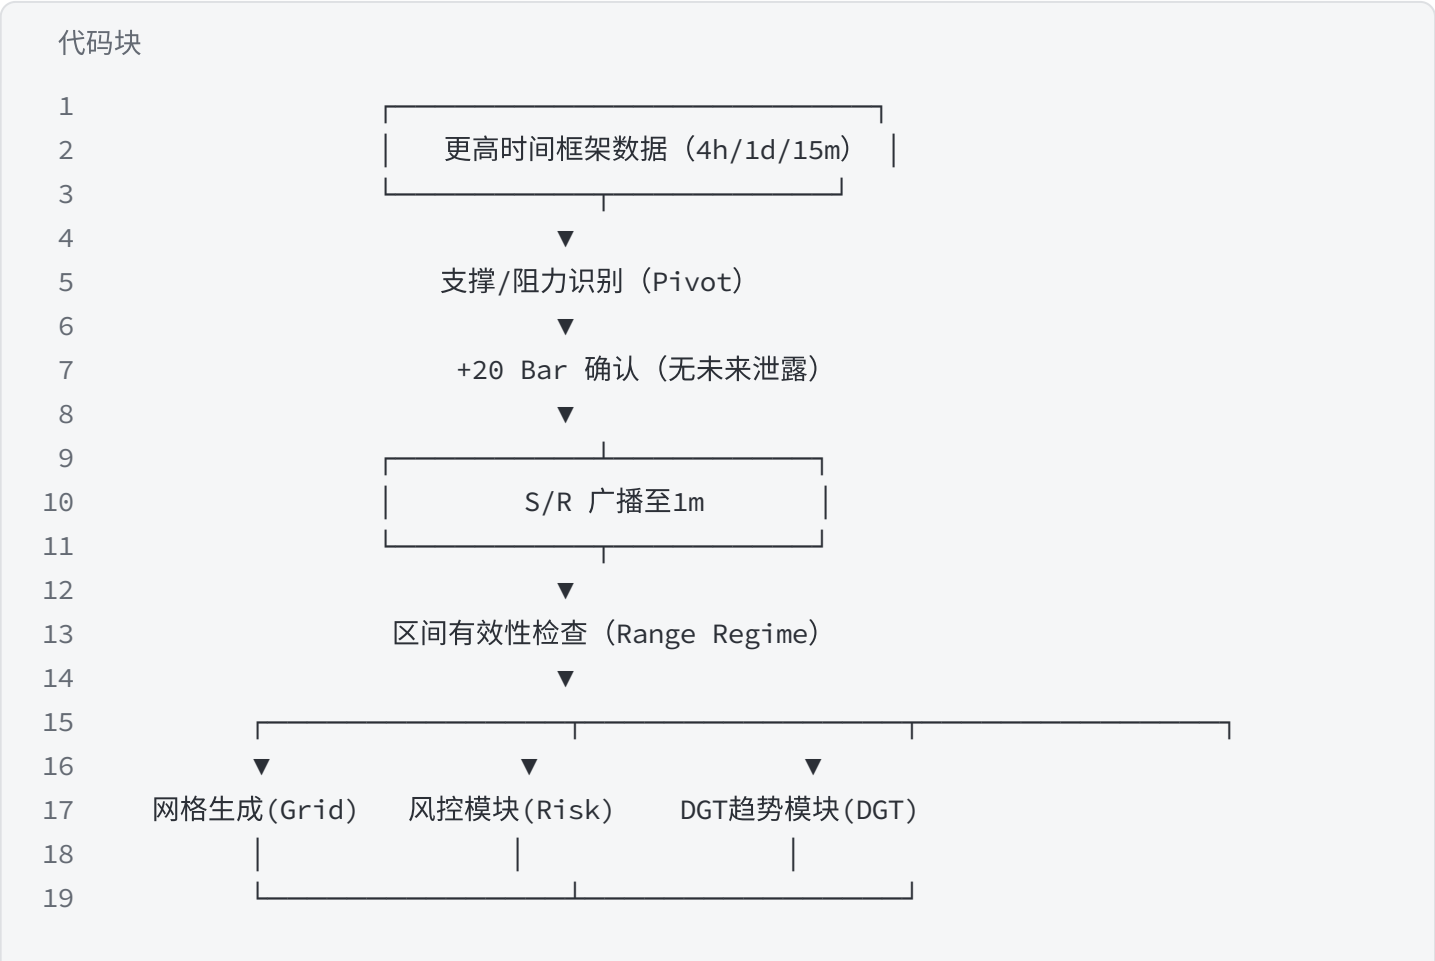 代码块
1 ┌─────────────────────────────────┐
2 │ 更高时间框架数据（4h/1d/15m） │
3 └──────────────┬───────────────┘
4 ▼
5 支撑/阻力识别（Pivot）
6 ▼
7 +20 Bar 确认（无未来泄露）
8 ▼
9 ┌──────────────┴──────────────┐
10 │ S/R 广播至1m │
11 └──────────────┬──────────────┘
12 ▼
13 区间有效性检查（Range Regime）
14 ▼
15 ┌────────────────────┬─────────────────────┬────────────────────┐
16 ▼ ▼ ▼
17 网格生成(Grid) 风控模块(Risk) DGT趋势模块(DGT)
18 │ │ │
19 └────────────────────┴─────────────────────┘